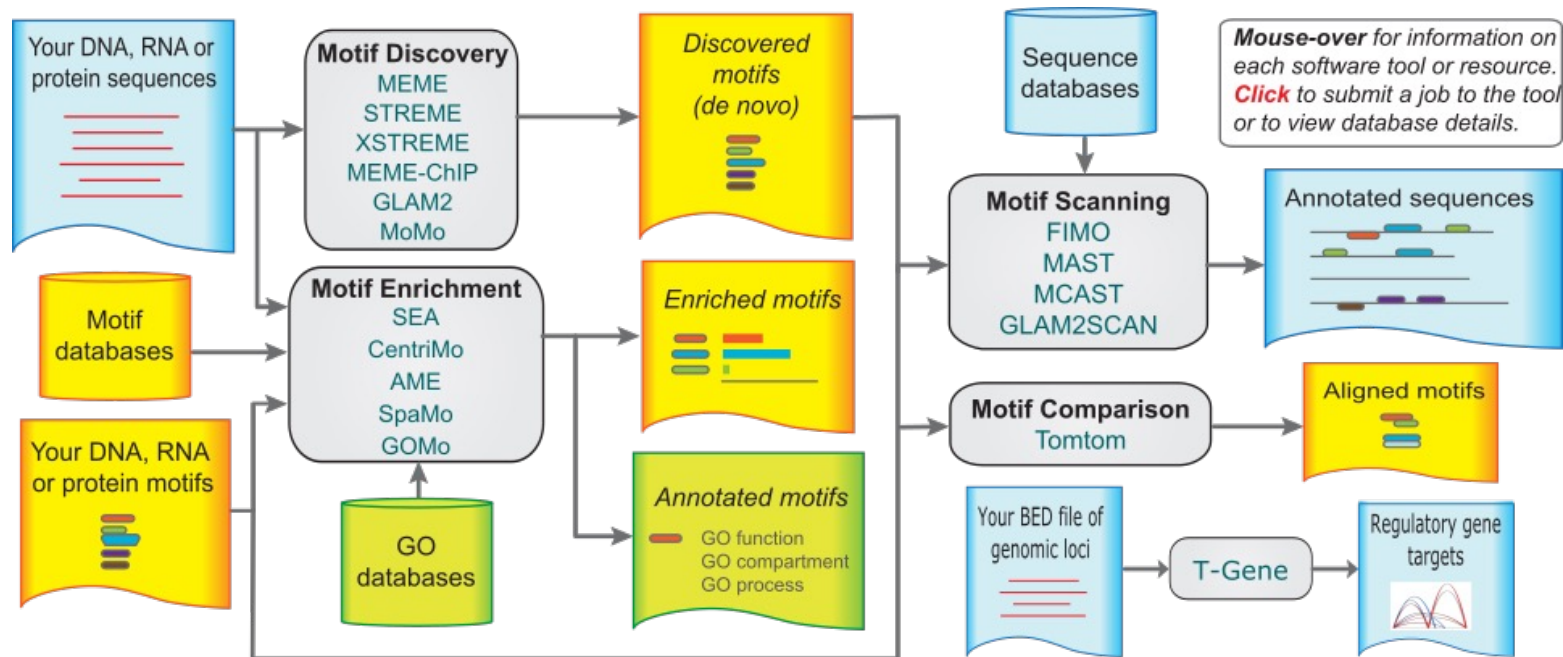 Your DNA, RNA or
protein sequences
Motif Discovery
MEME
STREME
XSTREME
MEME-ChIP
GLAM2
MoMo
Discovered
motifs
(de novo)
Sequence
databases
Mouse-over for information on
each software tool or resource.
Click to submit a job to the tool
or to view database details.
Motif Scanning
FIMO
MAST
MCAST
GLAM2SCAN
Annotated sequences
Motif
databases
Motif Enrichment
SEA
CentriMo
AME
SpaMo
GOMo
Enriched motifs
Motif Comparison
Tomtom
Aligned motifs
Your DNA, RNA
or protein motifs
GO
databases
Annotated motifs
GO function
GO compartment
GO process
Your BED file of
genomic loci
T-Gene
Regulatory gene
targets